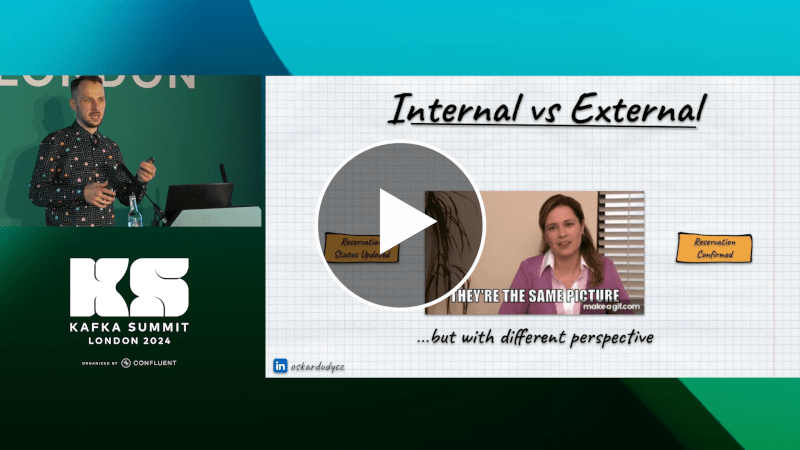 LONDON
Internal vs External
Reservation
Status Updated
THEY'RE THE SAME PICTURE
makeagif.com
Reservation
Confirmed
...but with different perspective
in oskardudycz
KS
KAFKA SUMMIT
LONDON 2024
ORGANIZED BY CONFLUENT